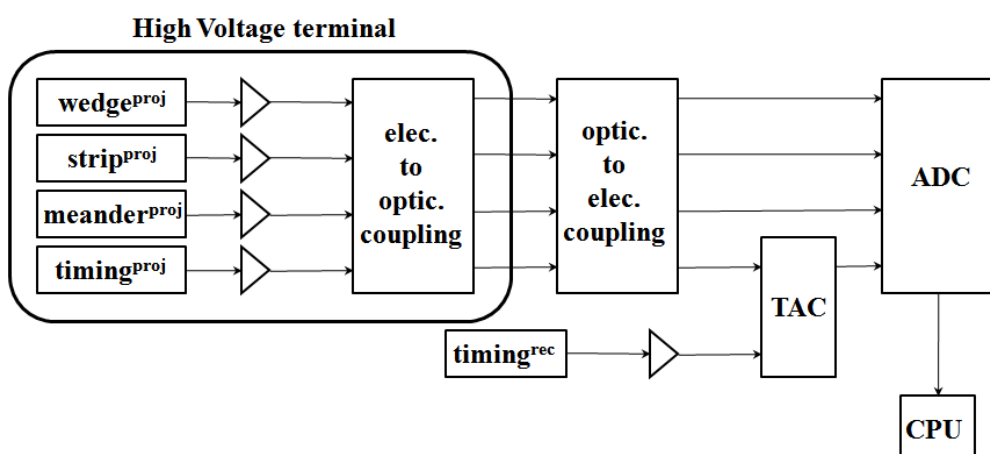 High Voltage terminal
wedge^proj
strip^proj
meander^proj
timing^proj
elec.
to
optic.
coupling
optic.
to
elec.
coupling
ADC
TAC
timing^rec
CPU